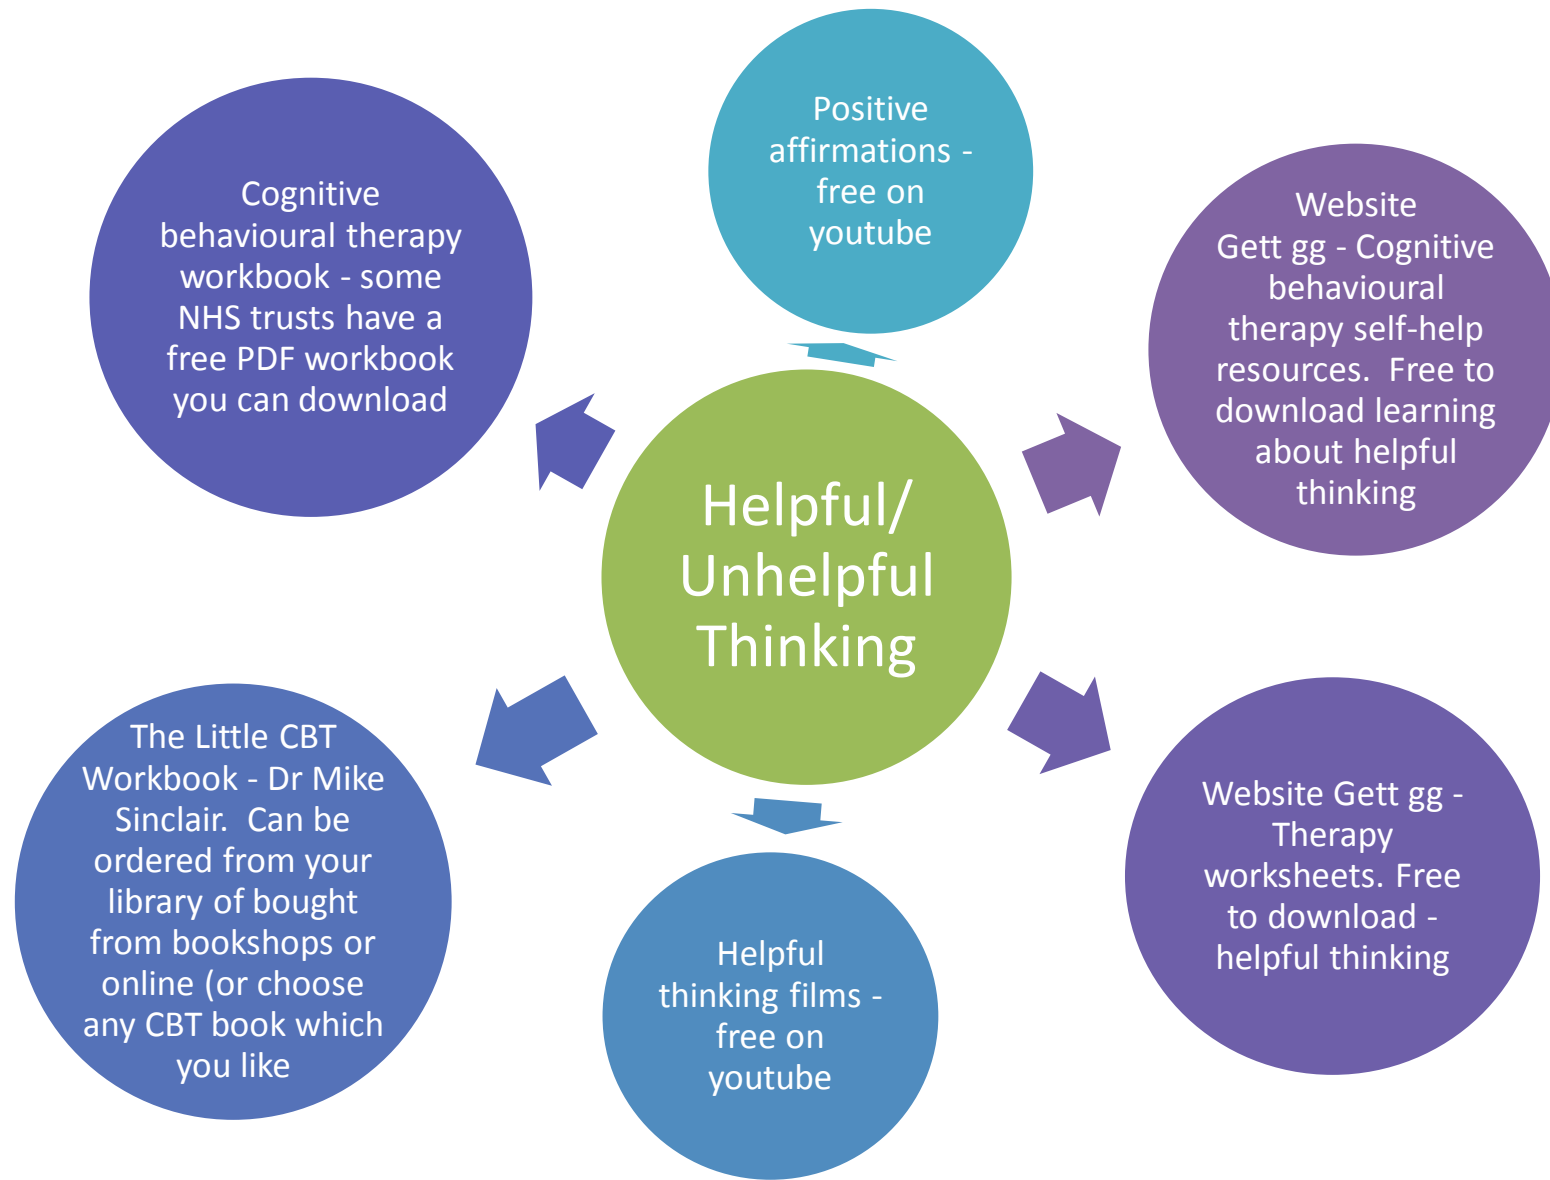 Positive
affirmations -
free on
youtube
Website
Gett gg - Cognitive
behavioural
therapy self-help
resources.  Free to
download learning
about helpful
thinking
Website Gett gg -
Therapy
worksheets. Free
to download -
helpful thinking
Helpful
thinking films -
free on
youtube
The Little CBT
Workbook - Dr Mike
Sinclair.  Can be
ordered from your
library of bought
from bookshops or
online (or choose
any CBT book which
you like
Cognitive
behavioural therapy
workbook - some
NHS trusts have a
free PDF workbook
you can download
Helpful/
Unhelpful
Thinking